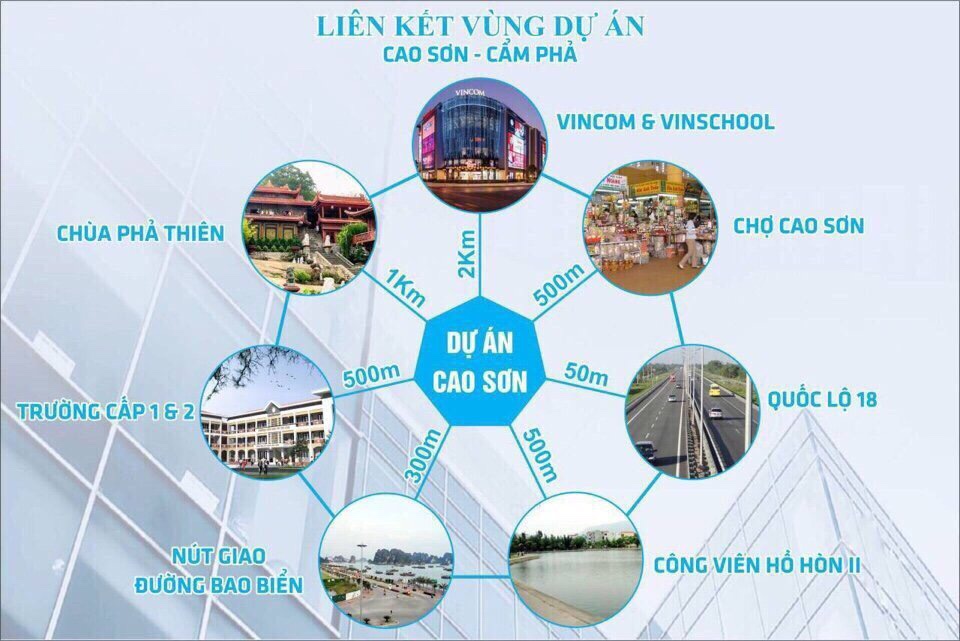 LIÊN KẾT VÙNG DỰ ÁN
CAO SƠN - CẨM PHẢ
VINCOM
VINCOM & VINSCHOOL
CHÙA PHẢ THIÊN
CHỢ CAO SƠN
1Km
2Km
500m
DỰ ÁN
CAO SƠN
500m
50m
TRƯỜNG CẤP 1 & 2
QUỐC LỘ 18
300m
500m
NÚT GIAO
ĐƯỜNG BAO BIỂN
CÔNG VIÊN HỒ HÒN II